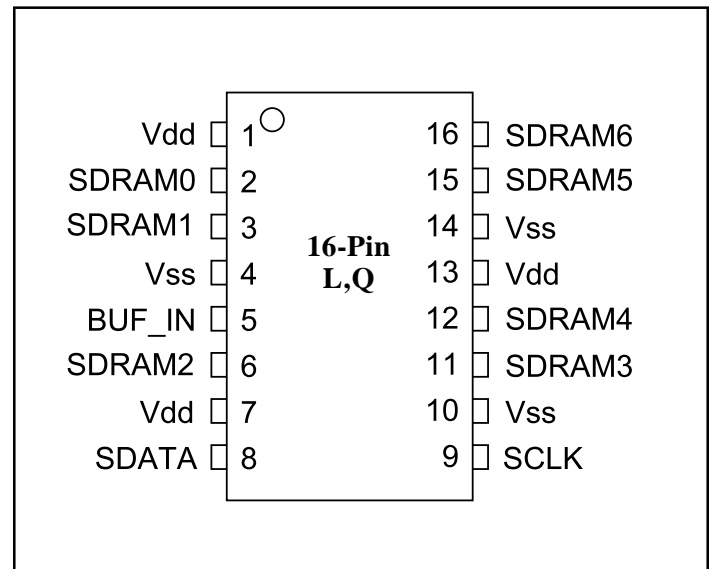 Vdd 1 16 SDRAM6
SDRAM0 2 15 SDRAM5
SDRAM1 3 14 Vss
16-Pin
L,Q
Vss 4 13 Vdd
BUF_IN 5 12 SDRAM4
SDRAM2 6 11 SDRAM3
Vdd 7 10 Vss
SDATA 8 9 SCLK